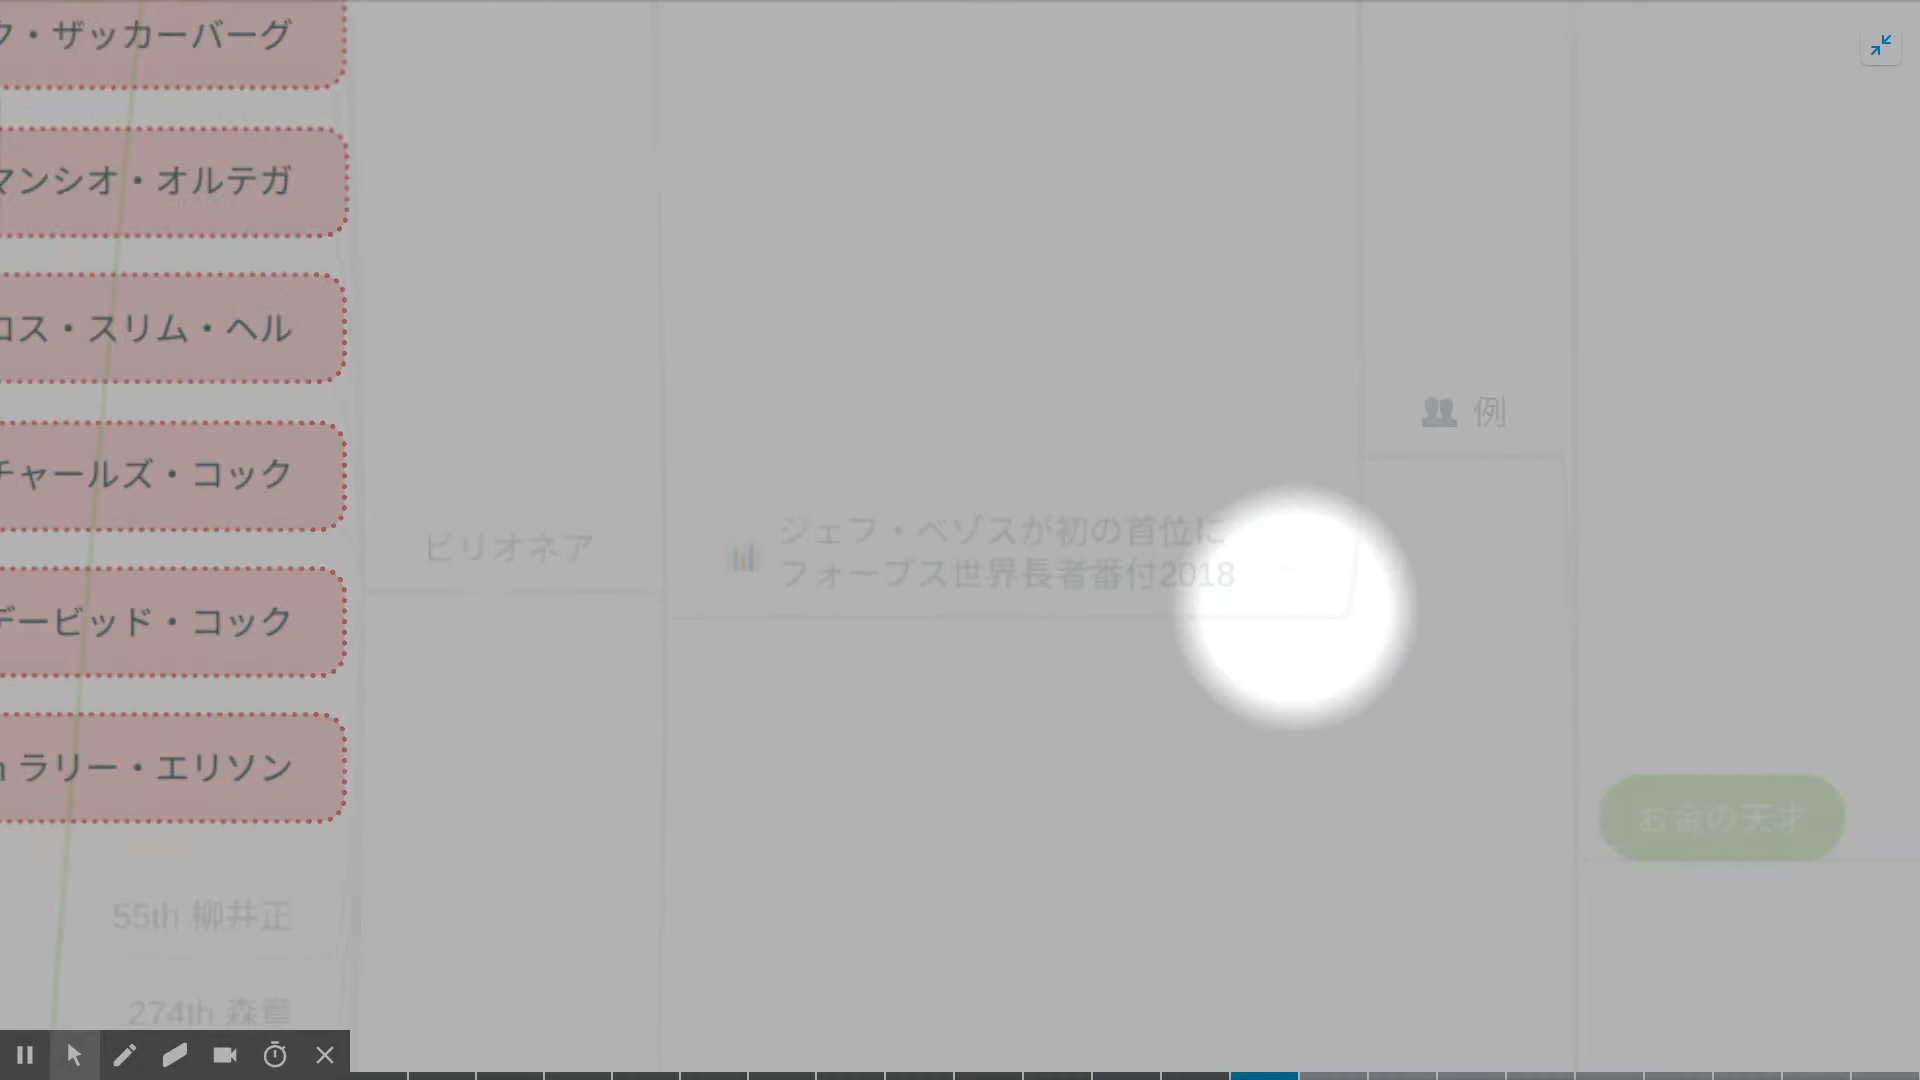 ク・ザッカーバーグ
マンシオ・オルテガ
ロス・スリム・ヘル
チャールズ・コック
デービッド・コック
ラリー・エリソン
55th 柳井正
274th 森章
ビリオネア
ジェフ・ベゾスが初の首位に
フォーブス世界長者番付2018
例
お金の天才